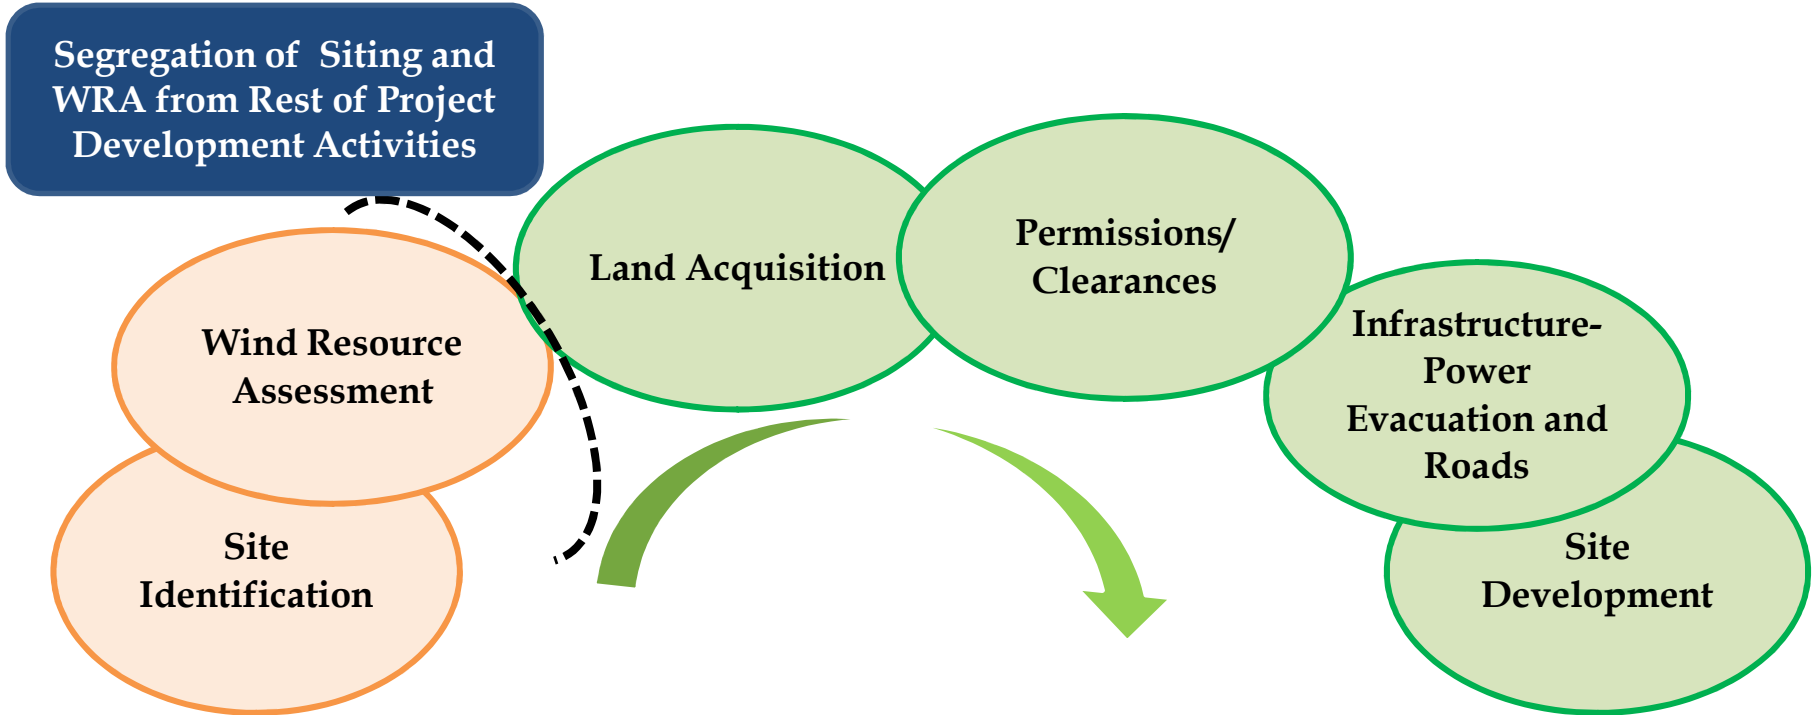 Segregation of Siting and
WRA from Rest of Project
Development Activities
Site
Identification
Wind Resource
Assessment
Land Acquisition
Permissions/
Clearances
Infrastructure-
Power
Evacuation and
Roads
Site
Development